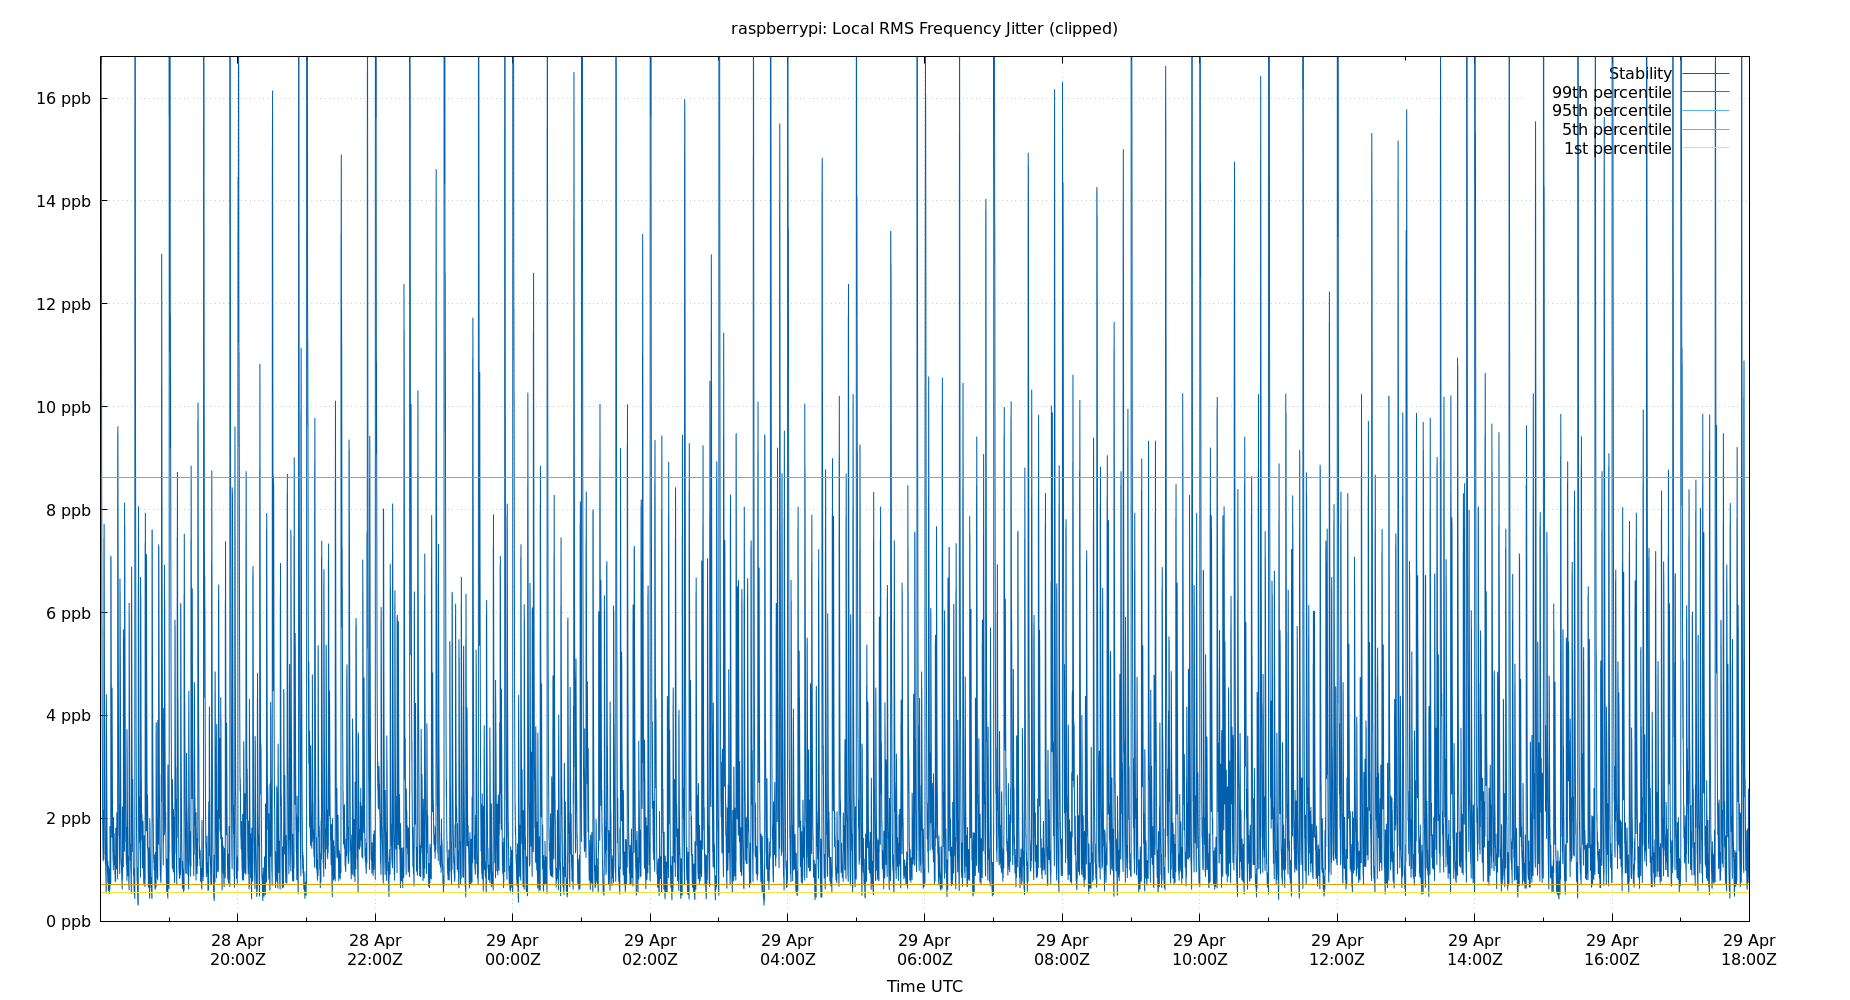 raspberrypi: Local RMS Frequency Jitter (clipped)
Stability
99th percentile
95th percentile
5th percentile
1st percentile
16 ppb
14 ppb
12 ppb
10 ppb
8 ppb
6 ppb
4 ppb
2 ppb
0 ppb
28 Apr 28 Apr 29 Apr 29 Apr 29 Apr 29 Apr 29 Apr 29 Apr 29 Apr 29 Apr 29 Apr 29 Apr
20:00Z 22:00Z 00:00Z 02:00Z 04:00Z 06:00Z 08:00Z 10:00Z 12:00Z 14:00Z 16:00Z 18:00Z
Time UTC